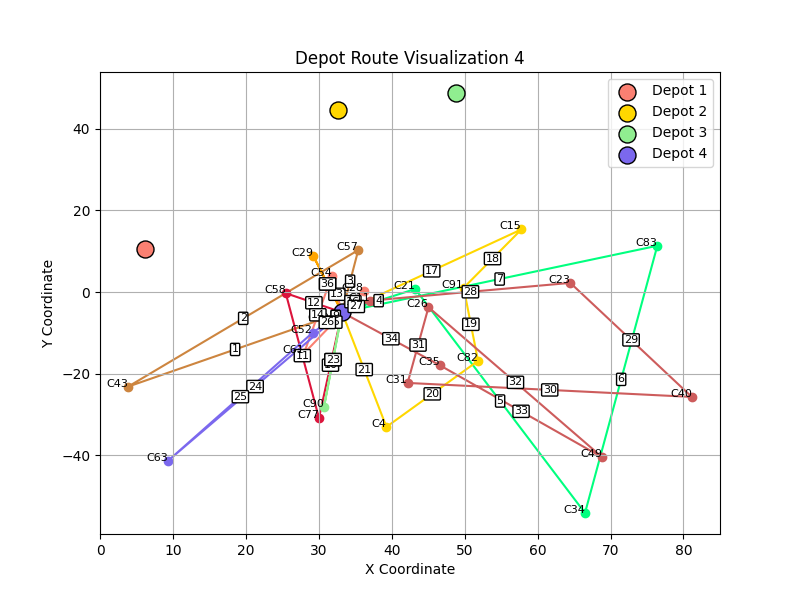 Depot Route Visualization 4
Depot 1
Depot 2
Depot 3
Depot 4
Y Coordinate
40
20
0
−20
−40
0
10
20
30
40
50
60
70
80
X Coordinate
C15
C57
C83
C29
17
18
C54
7
C23
36
3
C28
C21
C91
C58
13
28
12
4
27
C26
2
14
26
19
29
C52
34
1
C61
31
11
C82
23
C35
21
C31
32
6
24
30
C40
25
20
5
C43
C90
33
C77
C4
C63
C49
C34